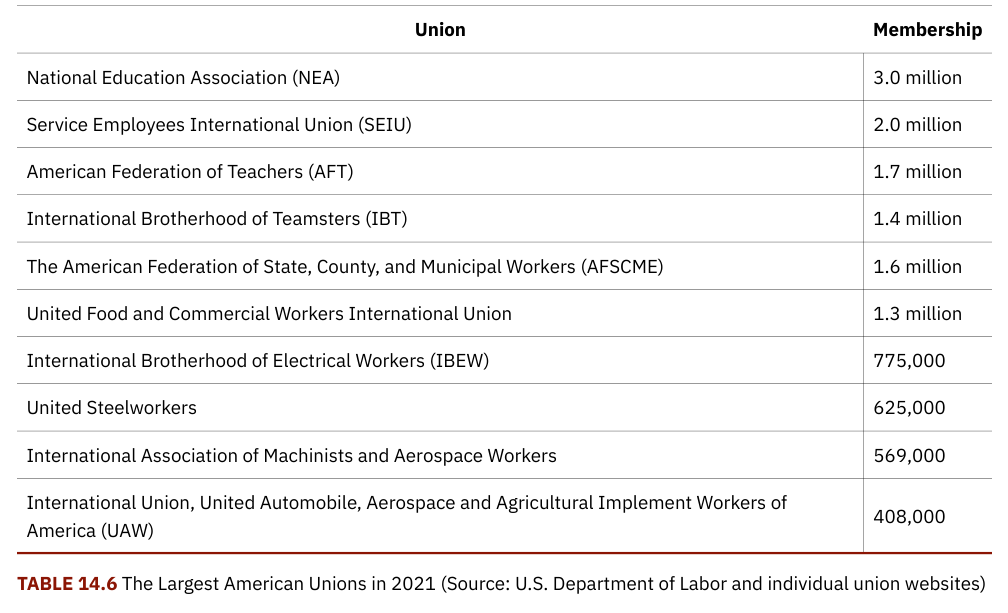 Union Membership
National Education Association (NEA) 3.0 million
Service Employees International Union (SEIU) 2.0 million
American Federation of Teachers (AFT) 1.7 million
International Brotherhood of Teamsters (IBT) 1.4 million
The American Federation of State, County, and Municipal Workers (AFSCME) 1.6 million
United Food and Commercial Workers International Union 1.3 million
International Brotherhood of Electrical Workers (IBEW) 775,000
United Steelworkers 625,000
International Association of Machinists and Aerospace Workers 569,000
International Union, United Automobile, Aerospace and Agricultural Implement Workers of
America (UAW) 408,000
TABLE 14.6 The Largest American Unions in 2021 (Source: U.S. Department of Labor and individual union websites)